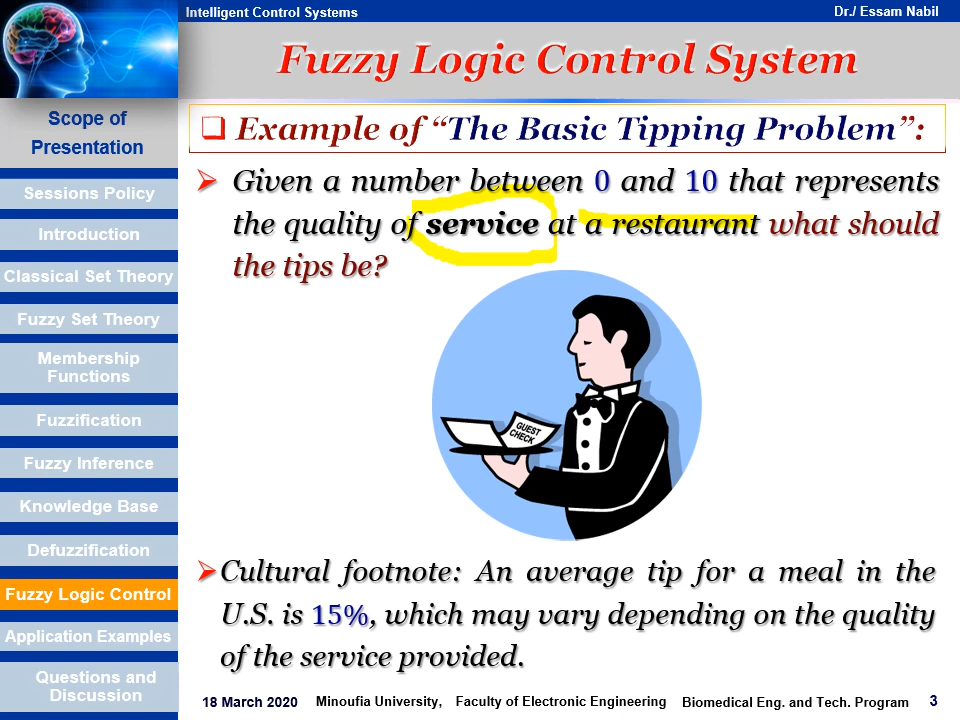 Intelligent Control Systems
Dr./ Essam Nabil
Fuzzy Logic Control System
Scope of
Presentation
Sessions Policy
Introduction
Classical Set Theory
Fuzzy Set Theory
Membership
Functions
Fuzzification
Fuzzy Inference
Knowledge Base
Defuzzification
Fuzzy Logic Control
Application Examples
Questions and
Discussion
Example of “The Basic Tipping Problem”:
Given a number between 0 and 10 that represents
the quality of service at a restaurant what should
the tips be?
GUEST
CHECK
Cultural footnote: An average tip for a meal in the
U.S. is 15%, which may vary depending on the quality
of the service provided.
18 March 2020 Minoufia University, Faculty of Electronic Engineering Biomedical Eng. and Tech. Program 3